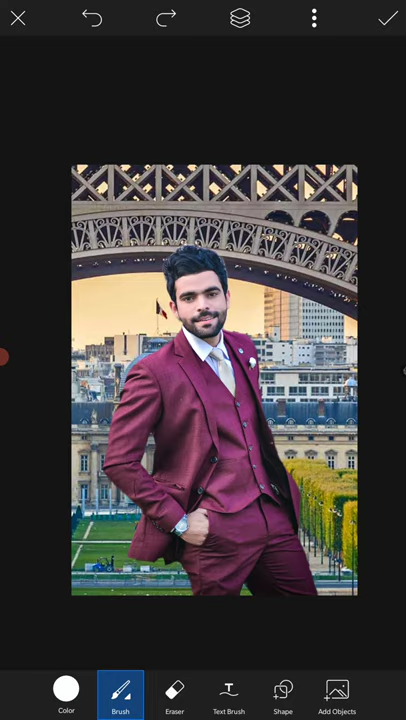 Color
Brush
Eraser
Text Brush
Shape
Add Objects